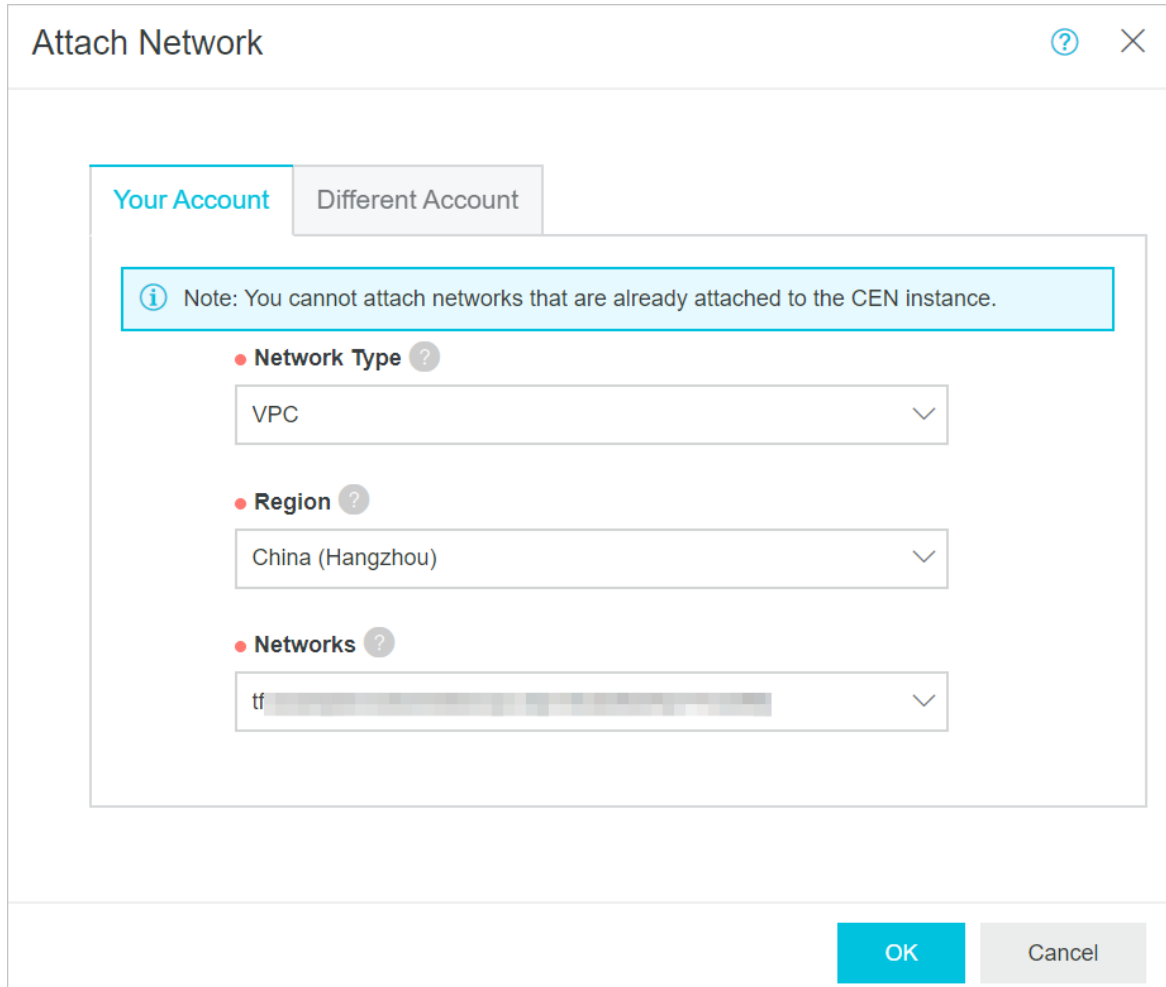 Attach Network
Your Account
Different Account
Note: You cannot attach networks that are already attached to the CEN instance.
Network Type
VPC
Region
China (Hangzhou)
Networks
OK
Cancel